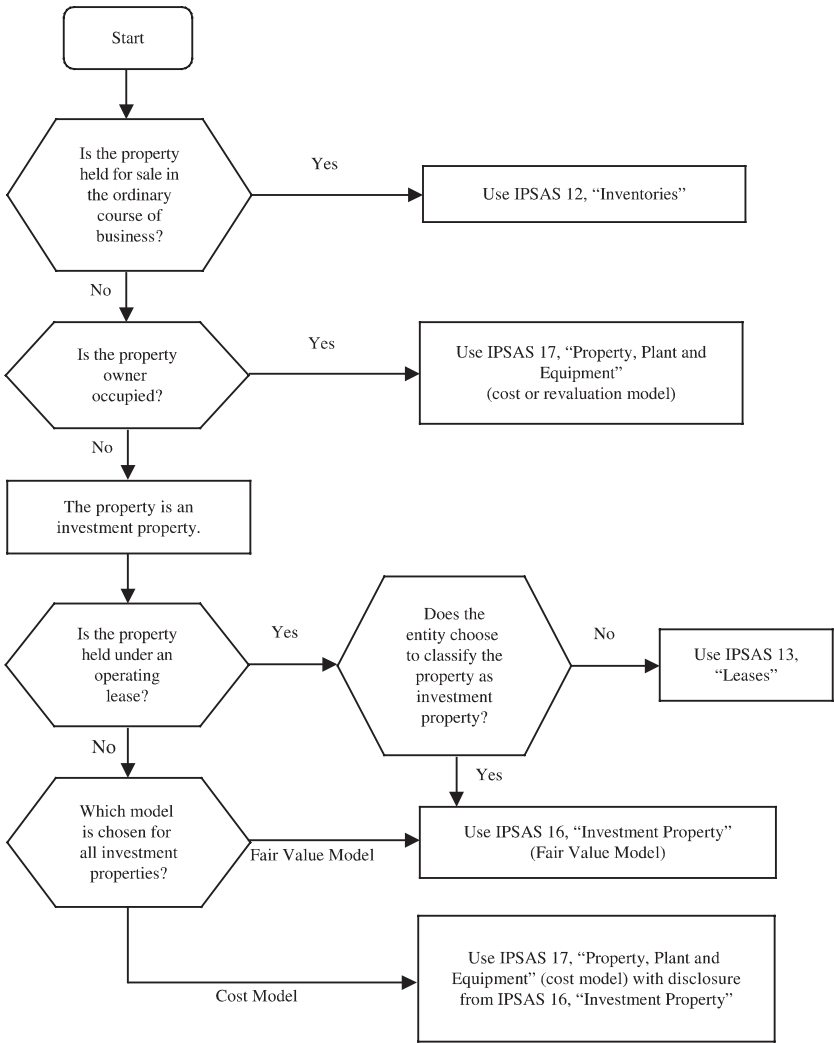 Start
Is the property
held for sale in
the ordinary
course of
business?
Yes
Use IPSAS 12, “Inventories”
No
Is the property
owner
occupied?
Yes
Use IPSAS 17, “Property, Plant and
Equipment”
(cost or revaluation model)
No
The property is an
investment property.
Is the property
held under an
operating
lease?
Yes
Does the
entity choose
to classify the
property as
investment
property?
No
Use IPSAS 13,
“Leases”
No
Yes
Which model
is chosen for
all investment
properties?
Fair Value Model
Use IPSAS 16, “Investment Property”
(Fair Value Model)
Cost Model
Use IPSAS 17, “Property, Plant and
Equipment” (cost model) with disclosure
from IPSAS 16, “Investment Property”